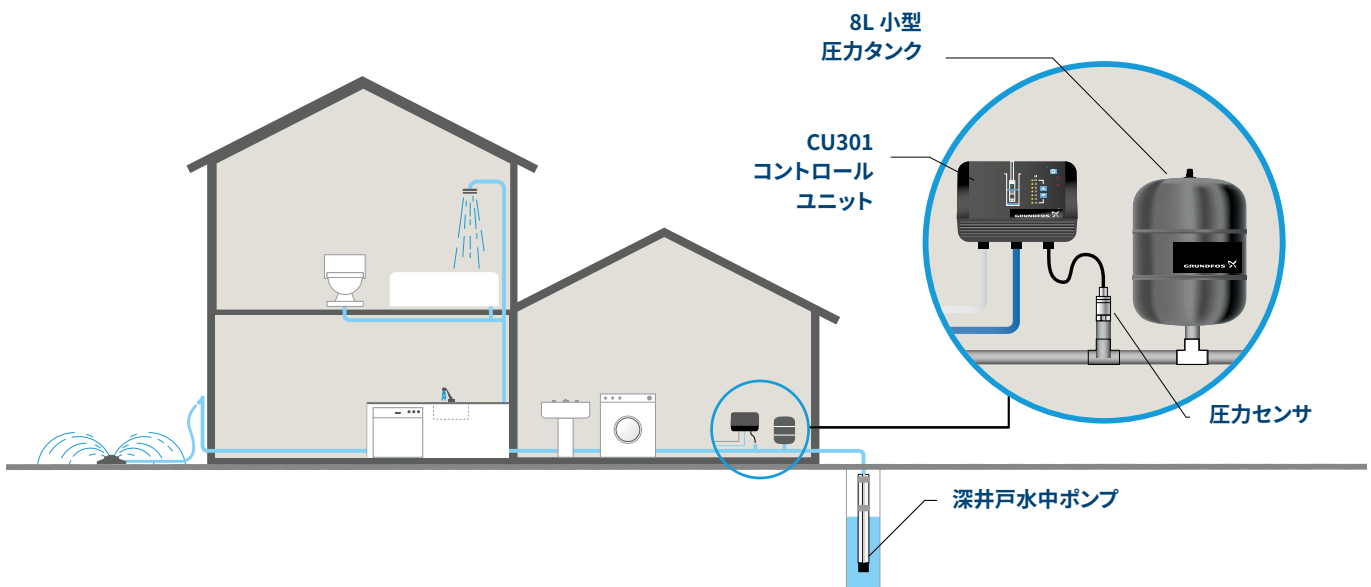 8L 小型
圧力タンク
CU301
コントロール
ユニット
GRUNDFOS
GRUNDFOS
圧力センサ
深井戸水中ポンプ